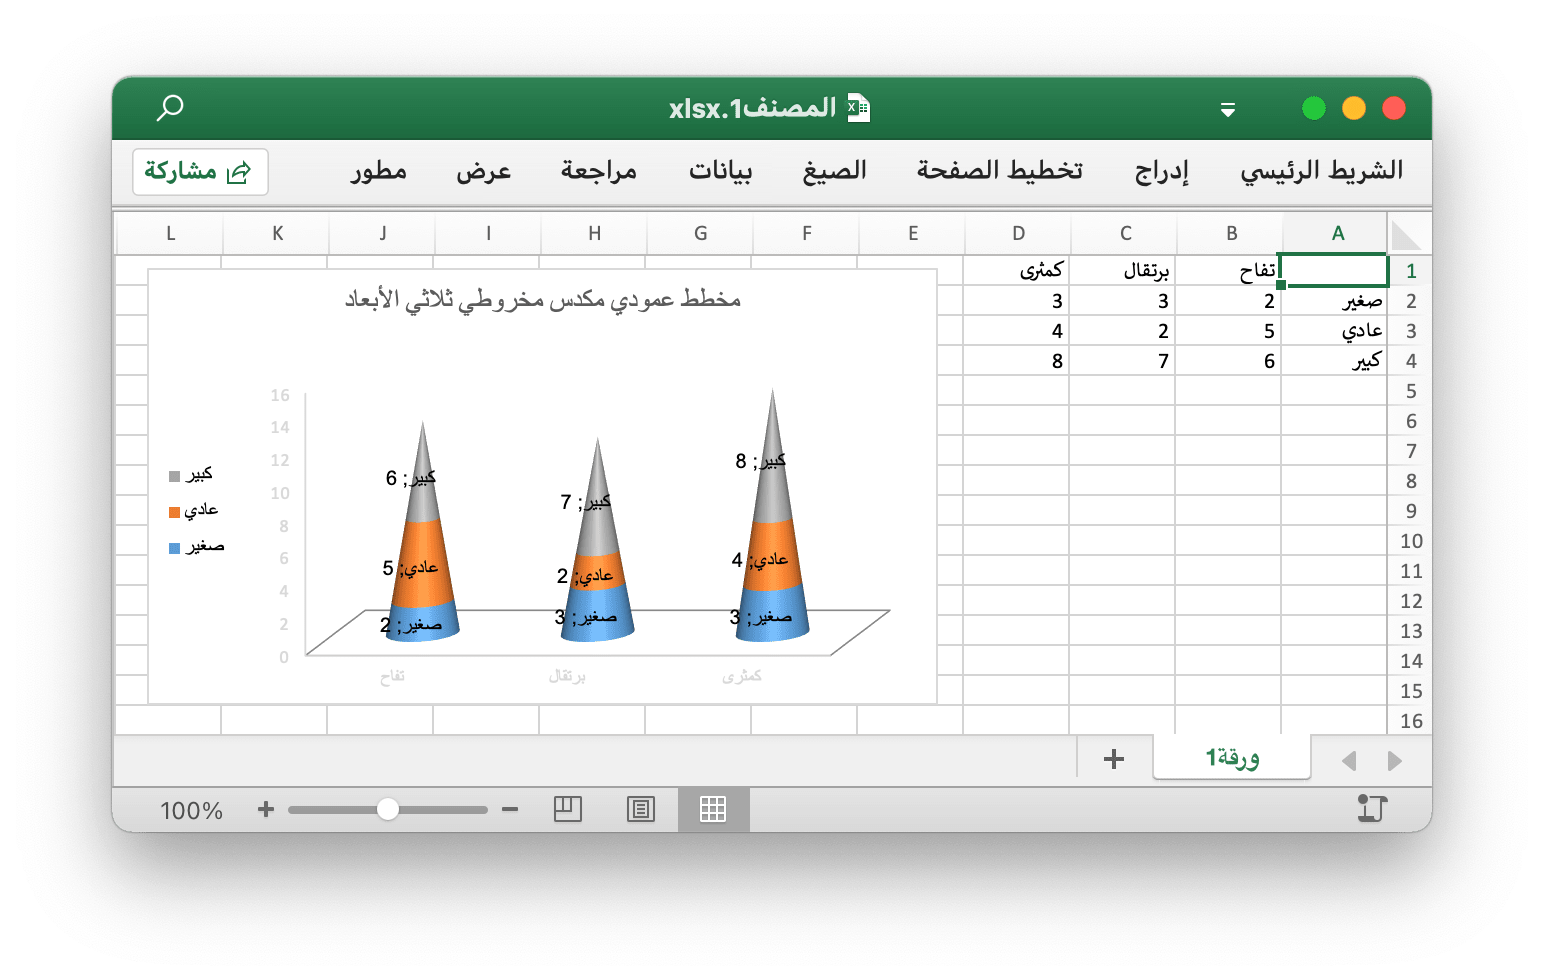 المصنف1.xlsx
الشريط الرئيسي إدراج تخطيط الصفحة الصيغ بيانات مراجعة عرض مطور مشاركة
A B C D E F G H I J K L
1 تفاح برتقال كمثرى
2 صغير 2 3 3
3 عادي 5 2 4
4 كبير 6 7 8
5
6
7
8
9
10
11
12
13
14
15
16
مخطط عمودي مكدس مخروطي ثلاثي الأبعاد
16
14
12
10
8
6
4
2
0
كبير; 6
عادي; 5
صغير; 2
كبير; 7
عادي; 2
صغير; 3
كبير; 8
عادي; 4
صغير; 3
تفاح برتقال كمثرى
كبير
عادي
صغير
ورقة1
100%